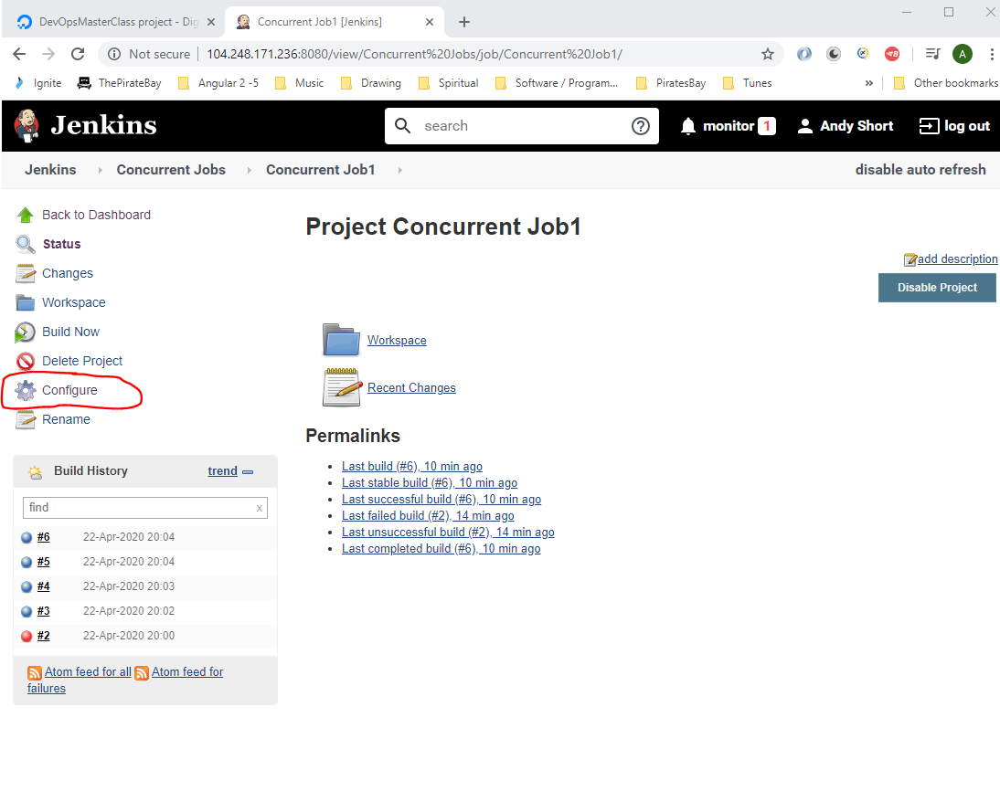 DevOpsMasterClass project - Dig
Concurrent Job1 [Jenkins]
Not secure | 104.248.171.236:8080/view/Concurrent%20Jobs/job/Concurrent%20Job1/
A
Ignite ThePirateBay Angular 2 -5 Music Drawing Spiritual Software / Program... PiratesBay Tunes » Other bookmarks
Jenkins search monitor 1 Andy Short log out
Jenkins Concurrent Jobs Concurrent Job1 disable auto refresh
Back to Dashboard
Status
Changes
Workspace
Build Now
Delete Project
Configure
Rename
Project Concurrent Job1
add description
Disable Project
Workspace
Recent Changes
Permalinks
Last build (#6), 10 min ago
Last stable build (#6), 10 min ago
Last successful build (#6), 10 min ago
Last failed build (#2), 14 min ago
Last unsuccessful build (#2), 14 min ago
Last completed build (#6), 10 min ago
Build History trend
find x
#6 22-Apr-2020 20:04
#5 22-Apr-2020 20:04
#4 22-Apr-2020 20:03
#3 22-Apr-2020 20:02
#2 22-Apr-2020 20:00
Atom feed for all Atom feed for
failures